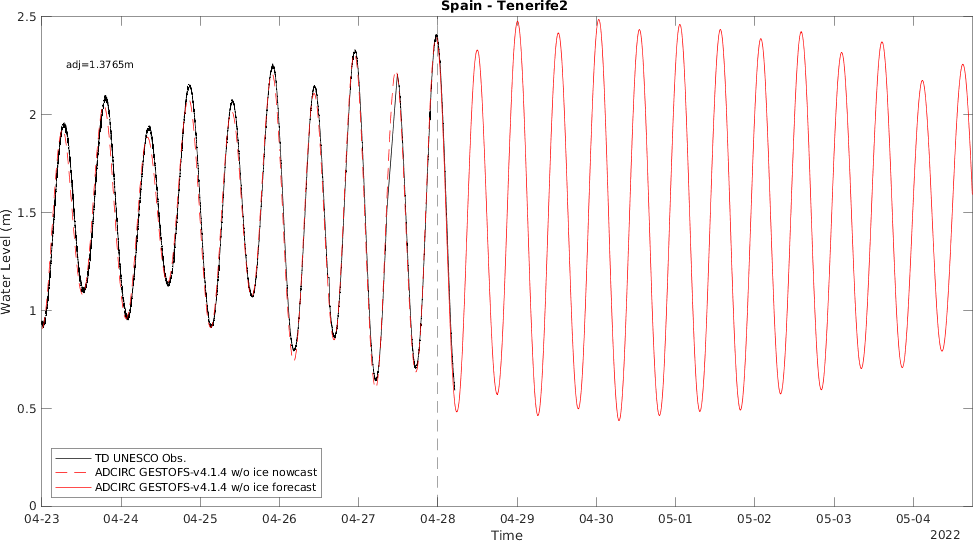 Spain - Tenerife2
2.5
adj=1.3765m
2
1.5
Water Level (m)
1
0.5
TD UNESCO Obs.
ADCIRC GESTOFS-v4.1.4 w/o ice nowcast
ADCIRC GESTOFS-v4.1.4 w/o ice forecast
0
04-23 04-24 04-25 04-26 04-27 04-28 04-29 04-30 05-01 05-02 05-03 05-04
Time
2022